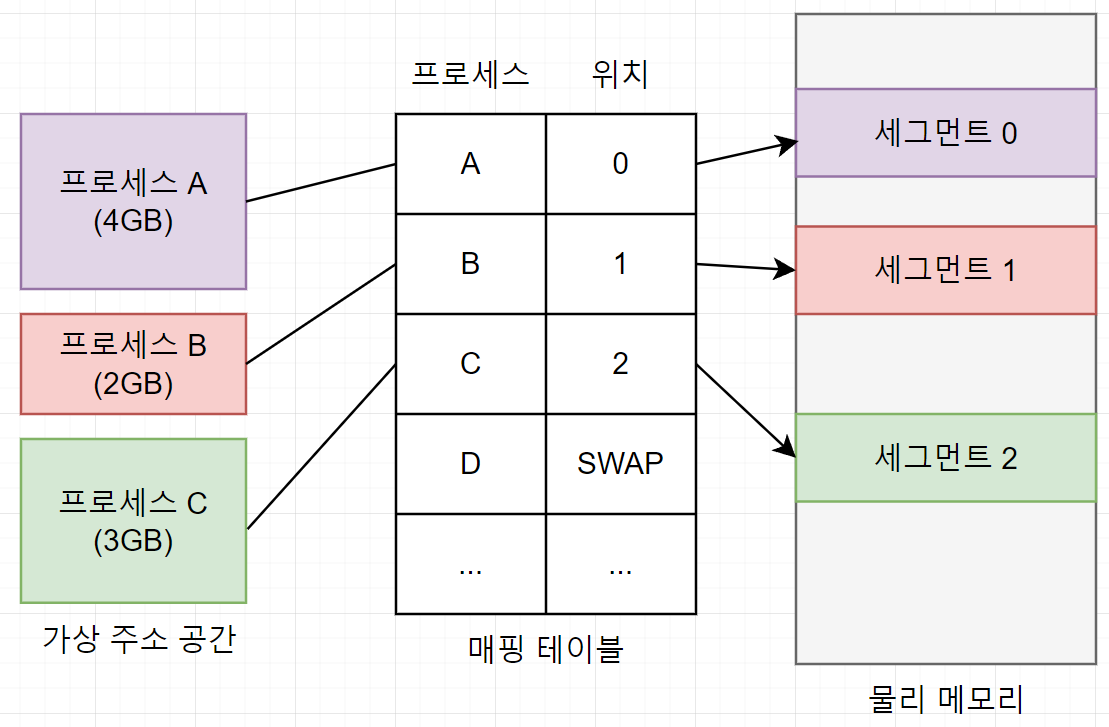 프로세스 위치
프로세스 A
(4GB)
프로세스 B
(2GB)
프로세스 C
(3GB)
가상 주소 공간
A 0
B 1
C 2
D SWAP
... ...
매핑 테이블
세그먼트 0
세그먼트 1
세그먼트 2
물리 메모리